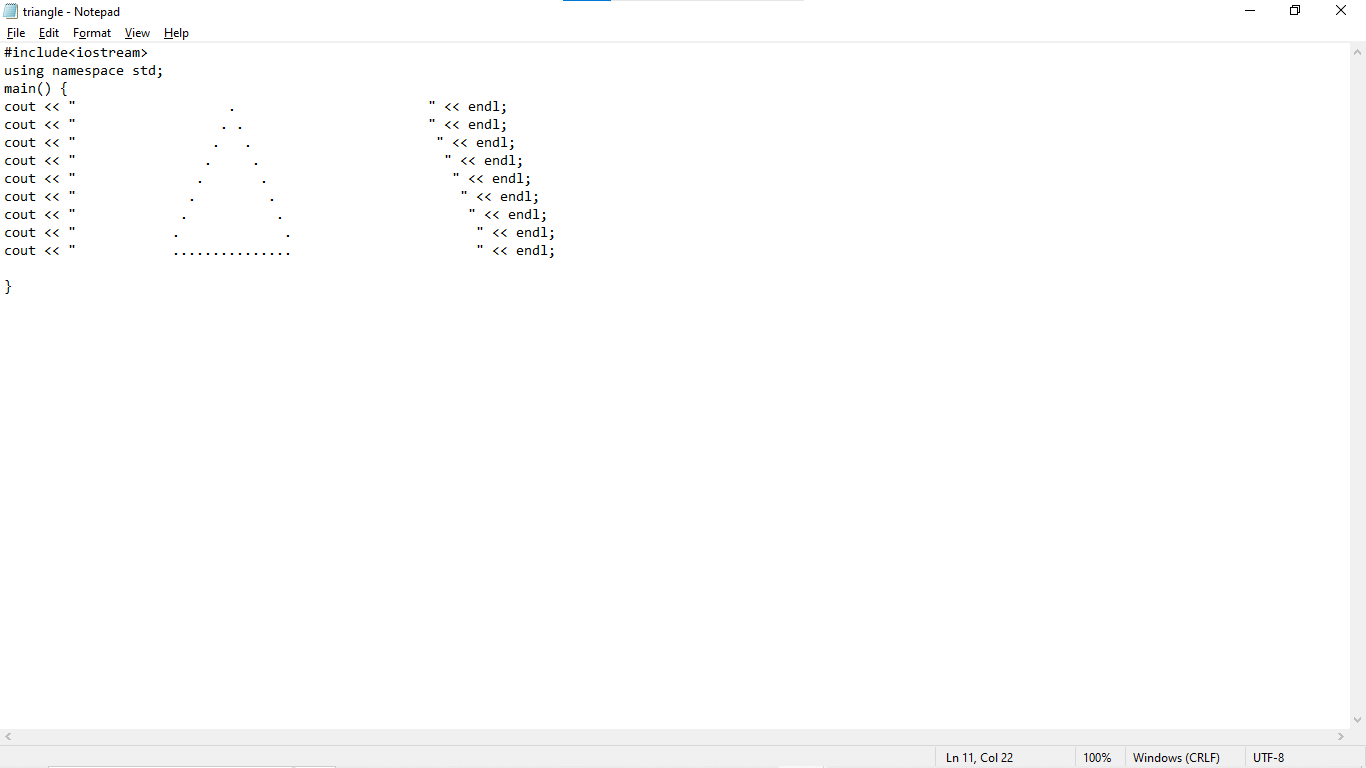 triangle - Notepad
File Edit Format View Help
#include<iostream>
using namespace std;
main() {
cout << "                   .                        " << endl;
cout << "                  . .                       " << endl;
cout << "                 .   .                       " << endl;
cout << "                .     .                       " << endl;
cout << "               .       .                       " << endl;
cout << "              .         .                       " << endl;
cout << "             .           .                       " << endl;
cout << "            .             .                       " << endl;
cout << "            ...............                       " << endl;

}
Ln 11, Col 22 100% Windows (CRLF) UTF-8